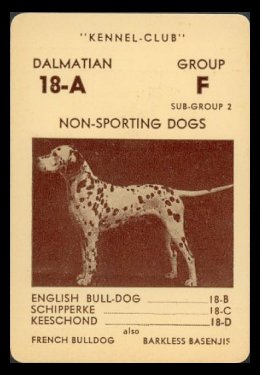 "KENNEL-CLUB"
DALMATIAN GROUP
18-A F
SUB-GROUP 2
NON-SPORTING DOGS
ENGLISH BULL-DOG 18-B
SCHIPPERKE 18-C
KEESCHOND 18-D
also
FRENCH BULLDOG BARKLESS BASENJIS